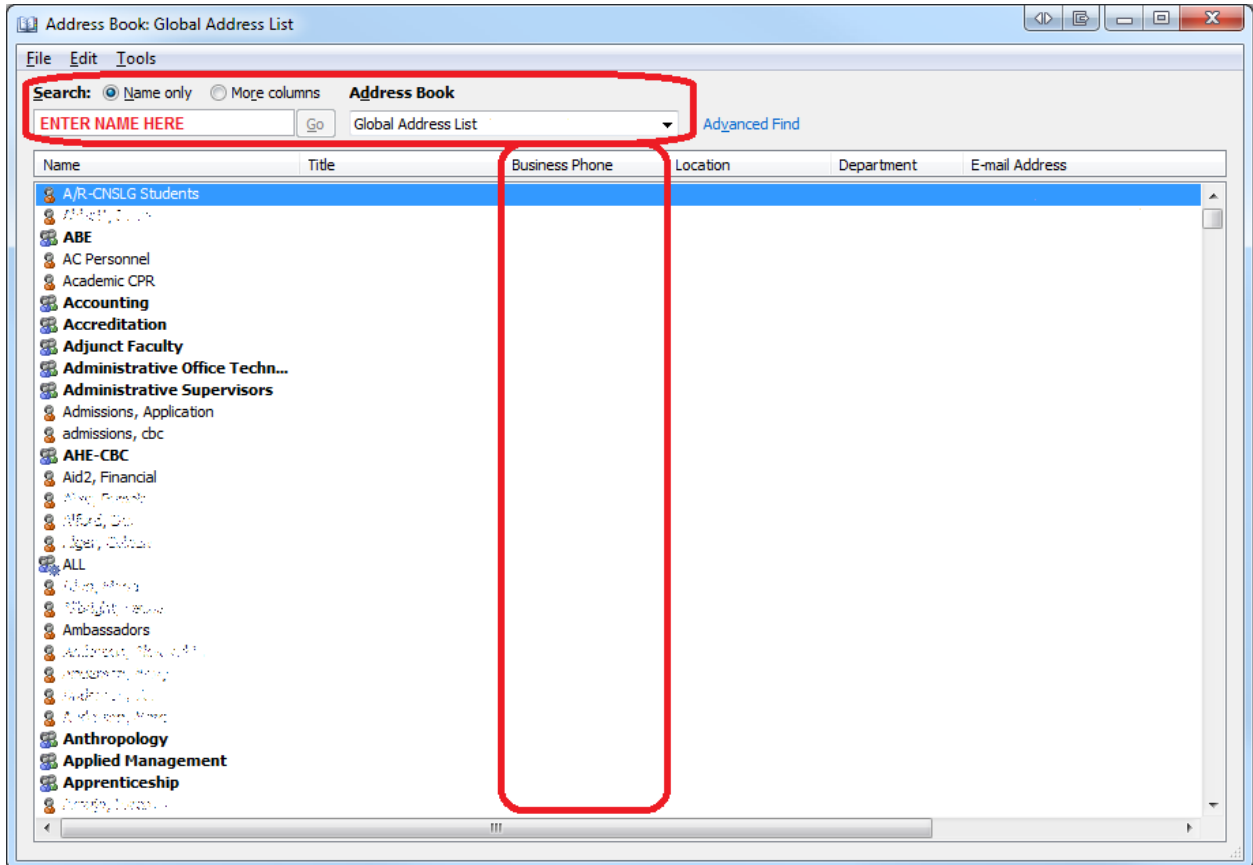 Address Book: Global Address List
File Edit Tools
Search: Name only More columns Address Book
ENTER NAME HERE Go Global Address List Advanced Find
Name Title Business Phone Location Department E-mail Address
A/R-CNSLG Students
ABE
AC Personnel
Academic CPR
Accounting
Accreditation
Adjunct Faculty
Administrative Office Techn...
Administrative Supervisors
Admissions, Application
admissions, cbc
AHE-CBC
Aid2, Financial
ALL
Ambassadors
Anthropology
Applied Management
Apprenticeship